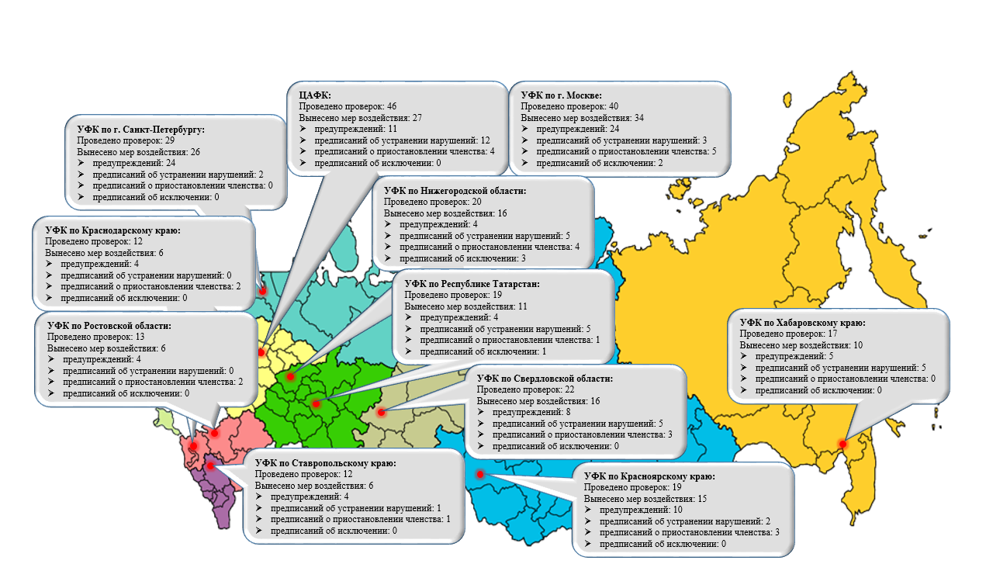 ЦАФК:
Проведено проверок: 46
Вынесено мер воздействия: 27
➢ предупреждений: 11
➢ предписаний об устранении нарушений: 12
➢ предписаний о приостановлении членства: 4
➢ предписаний об исключении: 0
УФК по г. Москве:
Проведено проверок: 40
Вынесено мер воздействия: 34
➢ предупреждений: 24
➢ предписаний об устранении нарушений: 3
➢ предписаний о приостановлении членства: 5
➢ предписаний об исключении: 2
УФК по г. Санкт-Петербургу:
Проведено проверок: 29
Вынесено мер воздействия: 26
➢ предупреждений: 24
➢ предписаний об устранении нарушений: 2
➢ предписаний о приостановлении членства: 0
➢ предписаний об исключении: 0
УФК по Нижегородской области:
Проведено проверок: 20
Вынесено мер воздействия: 16
➢ предупреждений: 4
➢ предписаний об устранении нарушений: 5
➢ предписаний о приостановлении членства: 4
➢ предписаний об исключении: 3
УФК по Краснодарскому краю:
Проведено проверок: 12
Вынесено мер воздействия: 6
➢ предупреждений: 4
➢ предписаний об устранении нарушений: 0
➢ предписаний о приостановлении членства: 2
➢ предписаний об исключении: 0
УФК по Республике Татарстан:
Проведено проверок: 19
Вынесено мер воздействия: 11
➢ предупреждений: 4
➢ предписаний об устранении нарушений: 5
➢ предписаний о приостановлении членства: 1
➢ предписаний об исключении: 1
УФК по Ростовской области:
Проведено проверок: 13
Вынесено мер воздействия: 6
➢ предупреждений: 4
➢ предписаний об устранении нарушений: 0
➢ предписаний о приостановлении членства: 2
➢ предписаний об исключении: 0
УФК по Хабаровскому краю:
Проведено проверок: 17
Вынесено мер воздействия: 10
➢ предупреждений: 5
➢ предписаний об устранении нарушений: 5
➢ предписаний о приостановлении членства: 0
➢ предписаний об исключении: 0
УФК по Свердловской области:
Проведено проверок: 22
Вынесено мер воздействия: 16
➢ предупреждений: 8
➢ предписаний об устранении нарушений: 5
➢ предписаний о приостановлении членства: 3
➢ предписаний об исключении: 0
УФК по Ставропольскому краю:
Проведено проверок: 12
Вынесено мер воздействия: 6
➢ предупреждений: 4
➢ предписаний об устранении нарушений: 1
➢ предписаний о приостановлении членства: 1
➢ предписаний об исключении: 0
УФК по Красноярскому краю:
Проведено проверок: 19
Вынесено мер воздействия: 15
➢ предупреждений: 10
➢ предписаний об устранении нарушений: 2
➢ предписаний о приостановлении членства: 3
➢ предписаний об исключении: 0